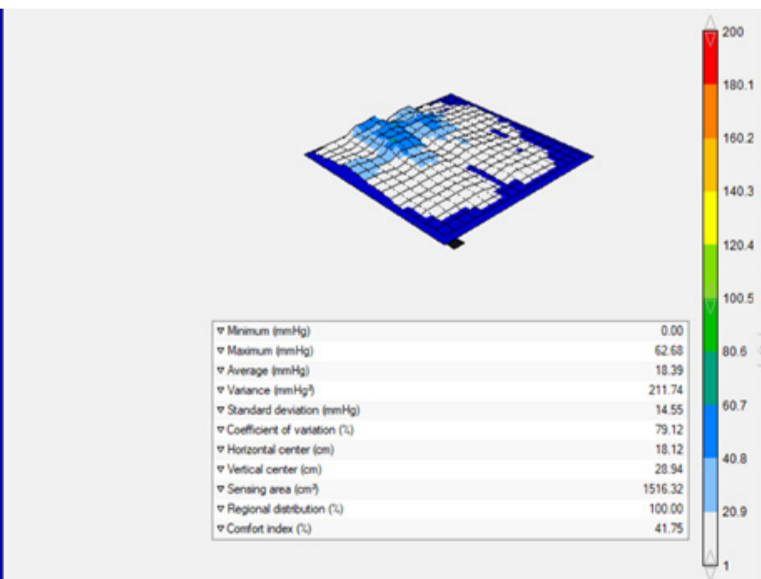 200
180.1
160.2
140.3
120.4
100.5
80.6
60.7
40.8
20.9
1
▽ Minimum (mmHg) 0.00
▽ Maximum (mmHg) 62.68
▽ Average (mmHg) 18.39
▽ Variance (mmHg²) 211.74
▽ Standard deviation (mmHg) 14.55
▽ Coefficient of variation (%) 79.12
▽ Horizontal center (cm) 18.12
▽ Vertical center (cm) 28.94
▽ Sensing area (cm²) 1516.32
▽ Regional distribution (%) 100.00
▽ Comfort index (%) 41.75